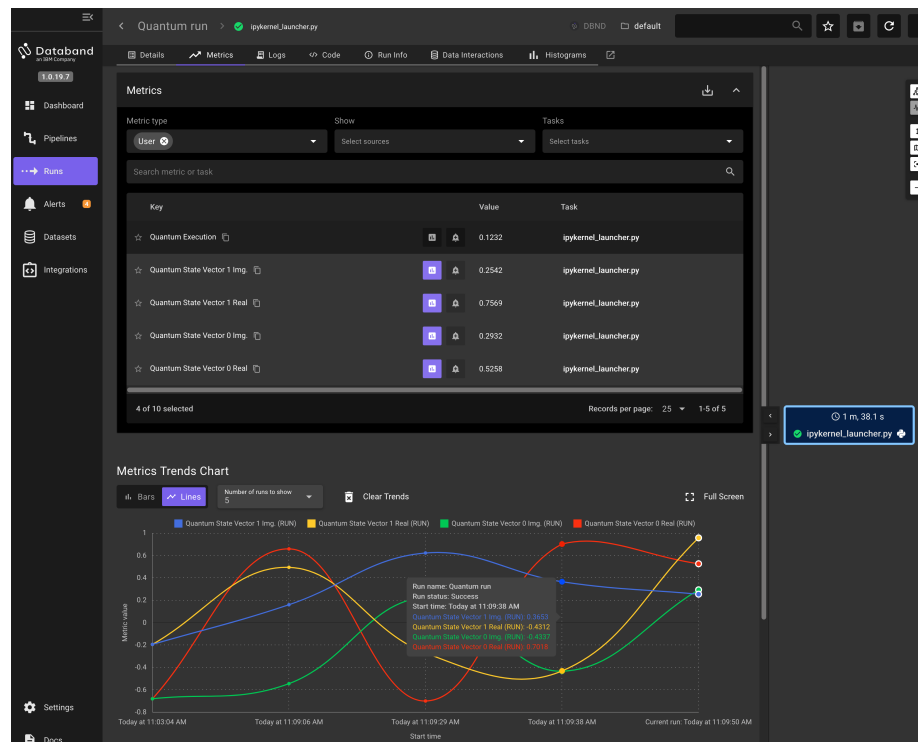 Quantum run
ipykernel_launcher.py
DBND
default
Databand
an IBM Company
1.0.19.7
Dashboard
Pipelines
Runs
Alerts
4
Datasets
Integrations
Settings
Docs
Details
Metrics
Logs
Code
Run Info
Data Interactions
Histograms
Metrics
Metric type
Show
Tasks
User
Select sources
Select tasks
Search metric or task
Key Value Task
Quantum Execution 0.1232 ipykernel_launcher.py
Quantum State Vector 1 Img. 0.2542 ipykernel_launcher.py
Quantum State Vector 1 Real 0.7569 ipykernel_launcher.py
Quantum State Vector 0 Img. 0.2932 ipykernel_launcher.py
Quantum State Vector 0 Real 0.5258 ipykernel_launcher.py
4 of 10 selected
Records per page: 25 1-5 of 5
1 m, 38.1 s
ipykernel_launcher.py
Metrics Trends Chart
Bars
Lines
Number of runs to show
5
Clear Trends
Full Screen
Quantum State Vector 1 Img. (RUN) Quantum State Vector 1 Real (RUN) Quantum State Vector 0 Img. (RUN) Quantum State Vector 0 Real (RUN)
1
0.6
0.4
0.2
0
-0.2
-0.4
-0.6
-0.8
Metric value
Run name: Quantum run
Run status: Success
Start time: Today at 11:09:38 AM
Quantum State Vector 1 Img. (RUN): 0.3653
Quantum State Vector 1 Real (RUN): -0.4312
Quantum State Vector 0 Img. (RUN): -0.4337
Quantum State Vector 0 Real (RUN): 0.7018
Today at 11:03:04 AM
Today at 11:09:06 AM
Today at 11:09:29 AM
Today at 11:09:38 AM
Current run: Today at 11:09:50 AM
Start time